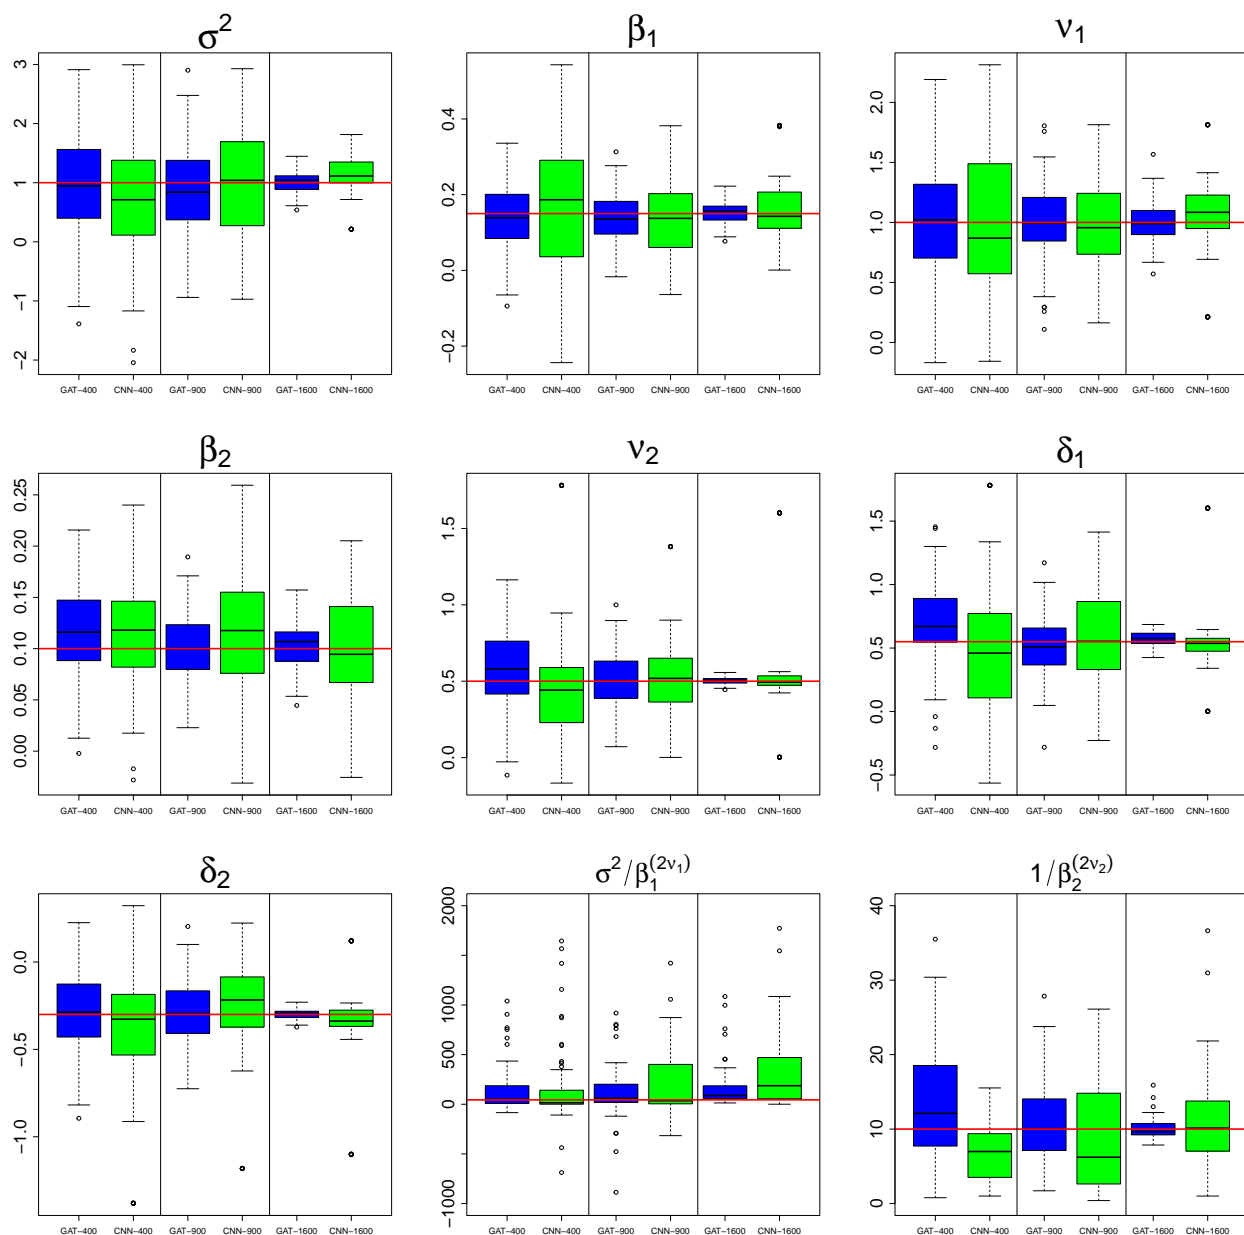 σ²
β₁
ν₁
3
2
1
0
−1
−2
0.4
0.2
0.0
−0.2
2.0
1.5
1.0
0.5
0.0
GAT−400 CNN−400 GAT−900 CNN−900 GAT−1600 CNN−1600
GAT−400 CNN−400 GAT−900 CNN−900 GAT−1600 CNN−1600
GAT−400 CNN−400 GAT−900 CNN−900 GAT−1600 CNN−1600
β₂
ν₂
δ₁
0.25
0.20
0.15
0.10
0.05
0.00
1.5
1.0
0.5
0.0
1.5
1.0
0.5
0.0
−0.5
GAT−400 CNN−400 GAT−900 CNN−900 GAT−1600 CNN−1600
GAT−400 CNN−400 GAT−900 CNN−900 GAT−1600 CNN−1600
GAT−400 CNN−400 GAT−900 CNN−900 GAT−1600 CNN−1600
δ₂
σ²/β₁^(2ν₁)
1/β₂^(2ν₂)
0.0
−0.5
−1.0
2000
1000
500
0
−1000
40
30
20
10
0
GAT−400 CNN−400 GAT−900 CNN−900 GAT−1600 CNN−1600
GAT−400 CNN−400 GAT−900 CNN−900 GAT−1600 CNN−1600
GAT−400 CNN−400 GAT−900 CNN−900 GAT−1600 CNN−1600